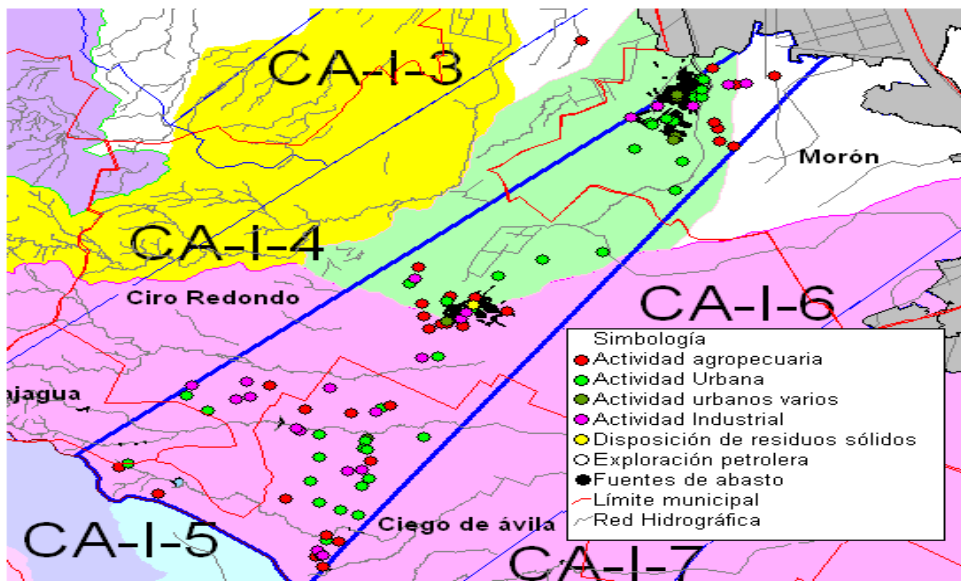 CA-I-3
Morón
CA-I-4
Ciro Redondo
CA-I-6
Simbología
Actividad agropecuaria
Actividad Urbana
Actividad urbanos varios
Actividad Industrial
Disposición de residuos sólidos
Exploración petrolera
Fuentes de abasto
Límite municipal
Red Hidrográfica
ajagua
Ciego de ávila
CA-I-5
CA-I-7